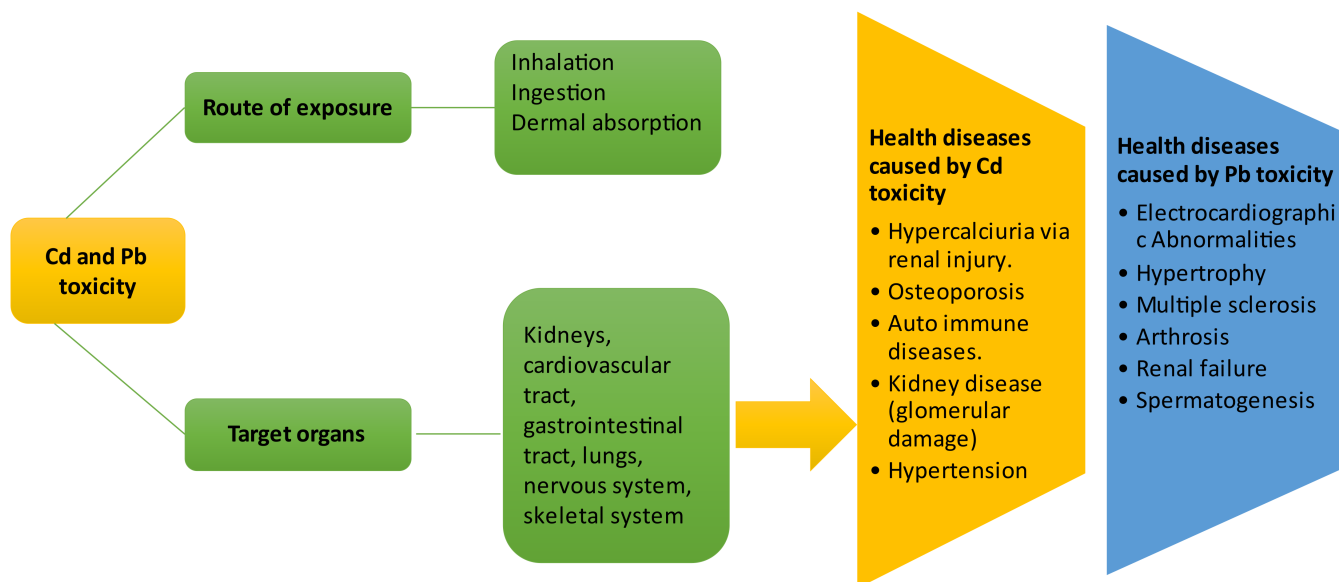 Cd and Pb
toxicity
Route of exposure
Inhalation
Ingestion
Dermal absorption
Target organs
Kidneys,
cardiovascular
tract,
gastrointestinal
tract, lungs,
nervous system,
skeletal system
Health diseases
caused by Cd
toxicity
• Hypercalciuria via
renal injury.
• Osteoporosis
• Auto immune
diseases.
• Kidney disease
(glomerular
damage)
• Hypertension
Health diseases
caused by Pb toxicity
• Electrocardiographi
c Abnormalities
• Hypertrophy
• Multiple sclerosis
• Arthrosis
• Renal failure
• Spermatogenesis